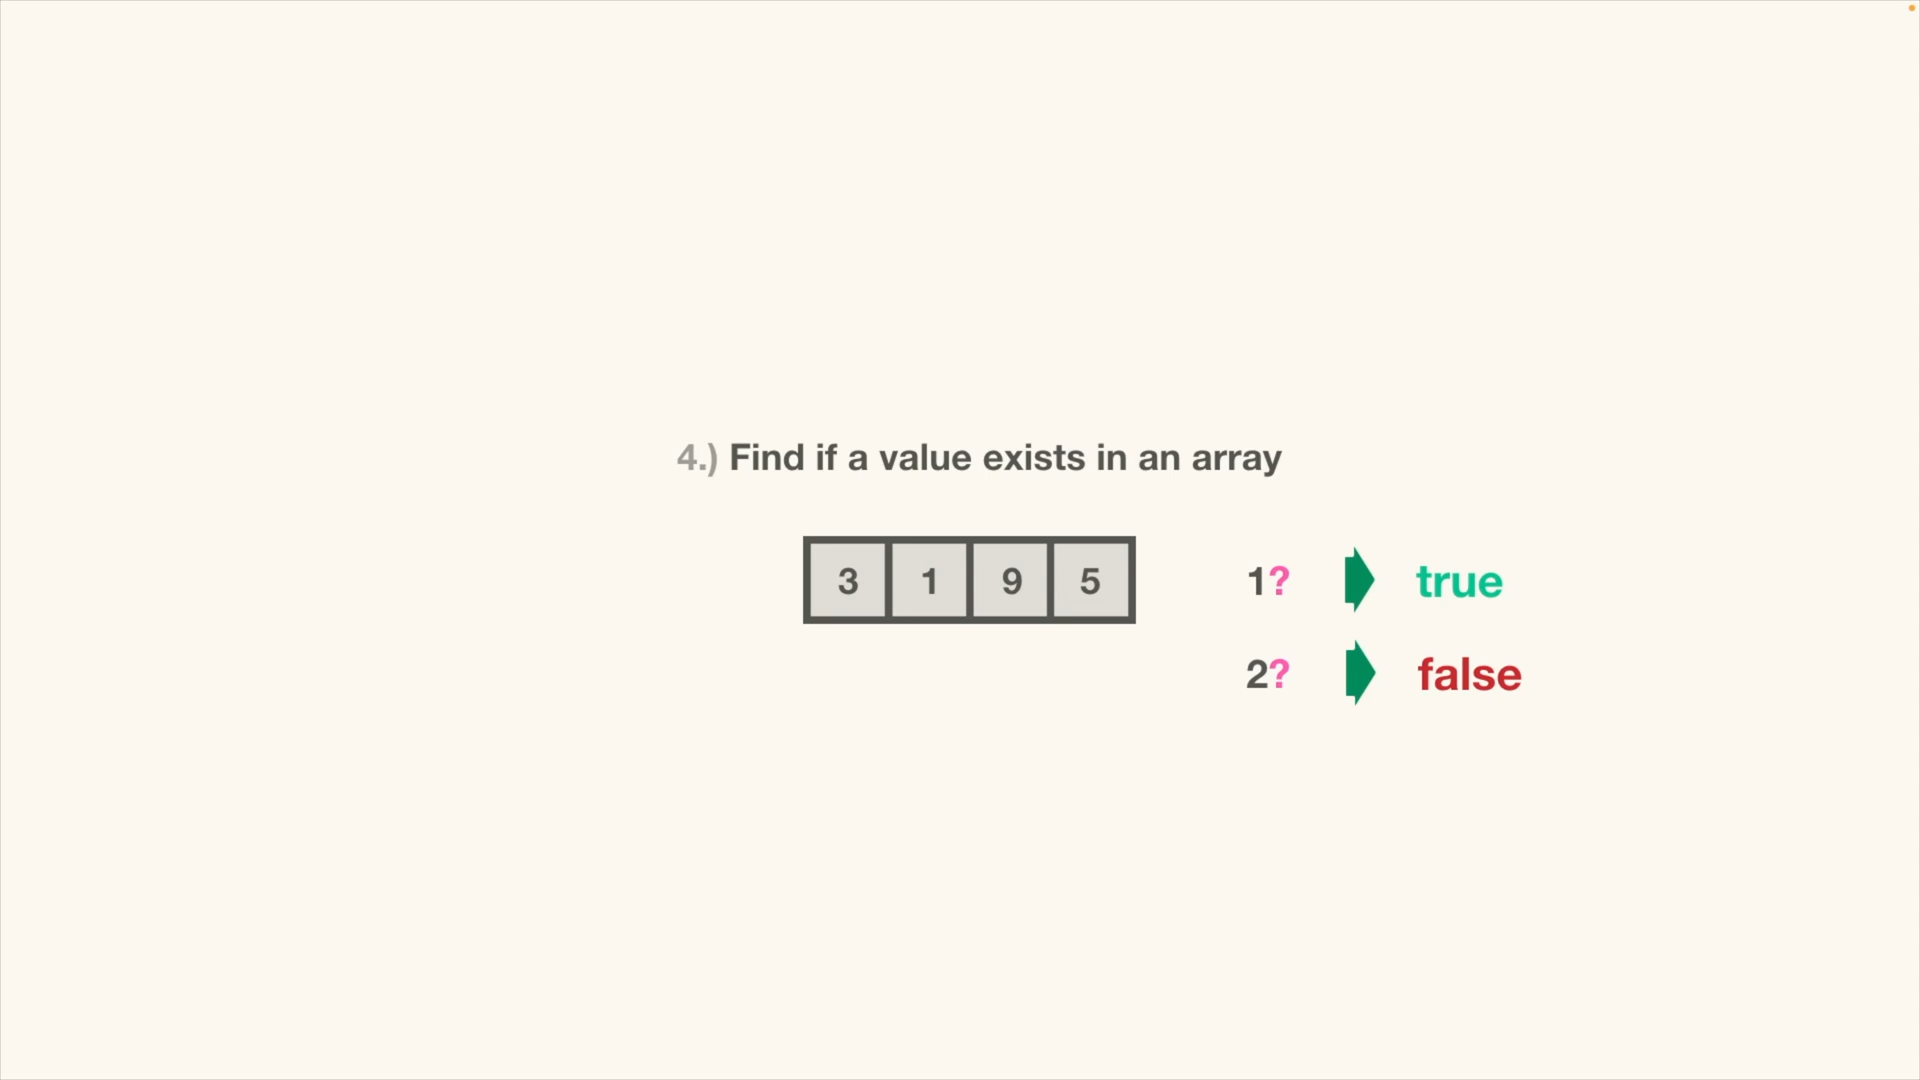 4.) Find if a value exists in an array
3 1 9 5 1? true
2? false